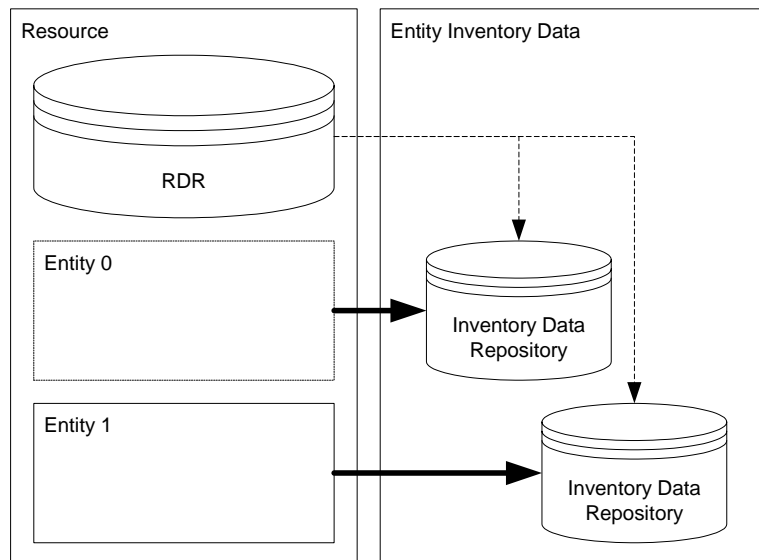 Resource
Entity Inventory Data
RDR
Entity 0
Inventory Data
Repository
Entity 1
Inventory Data
Repository